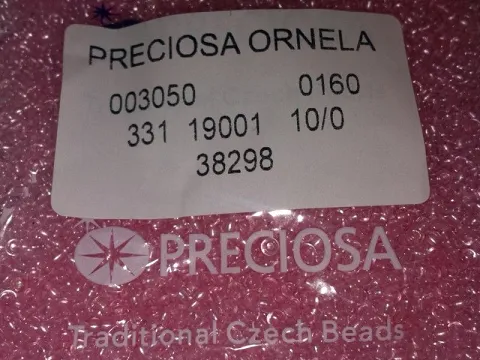 PRECIOSA ORNELA
003050 0160
331 19001 10/0
38298
PRECIOSA
Traditional Czech Beads